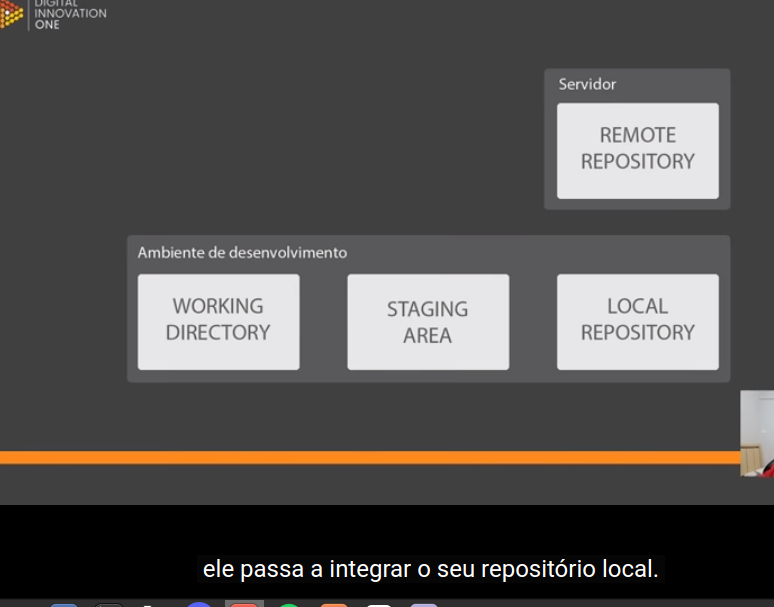 DIGITAL
INNOVATION
ONE
Servidor
REMOTE
REPOSITORY
Ambiente de desenvolvimento
WORKING
DIRECTORY
STAGING
AREA
LOCAL
REPOSITORY
ele passa a integrar o seu repositório local.